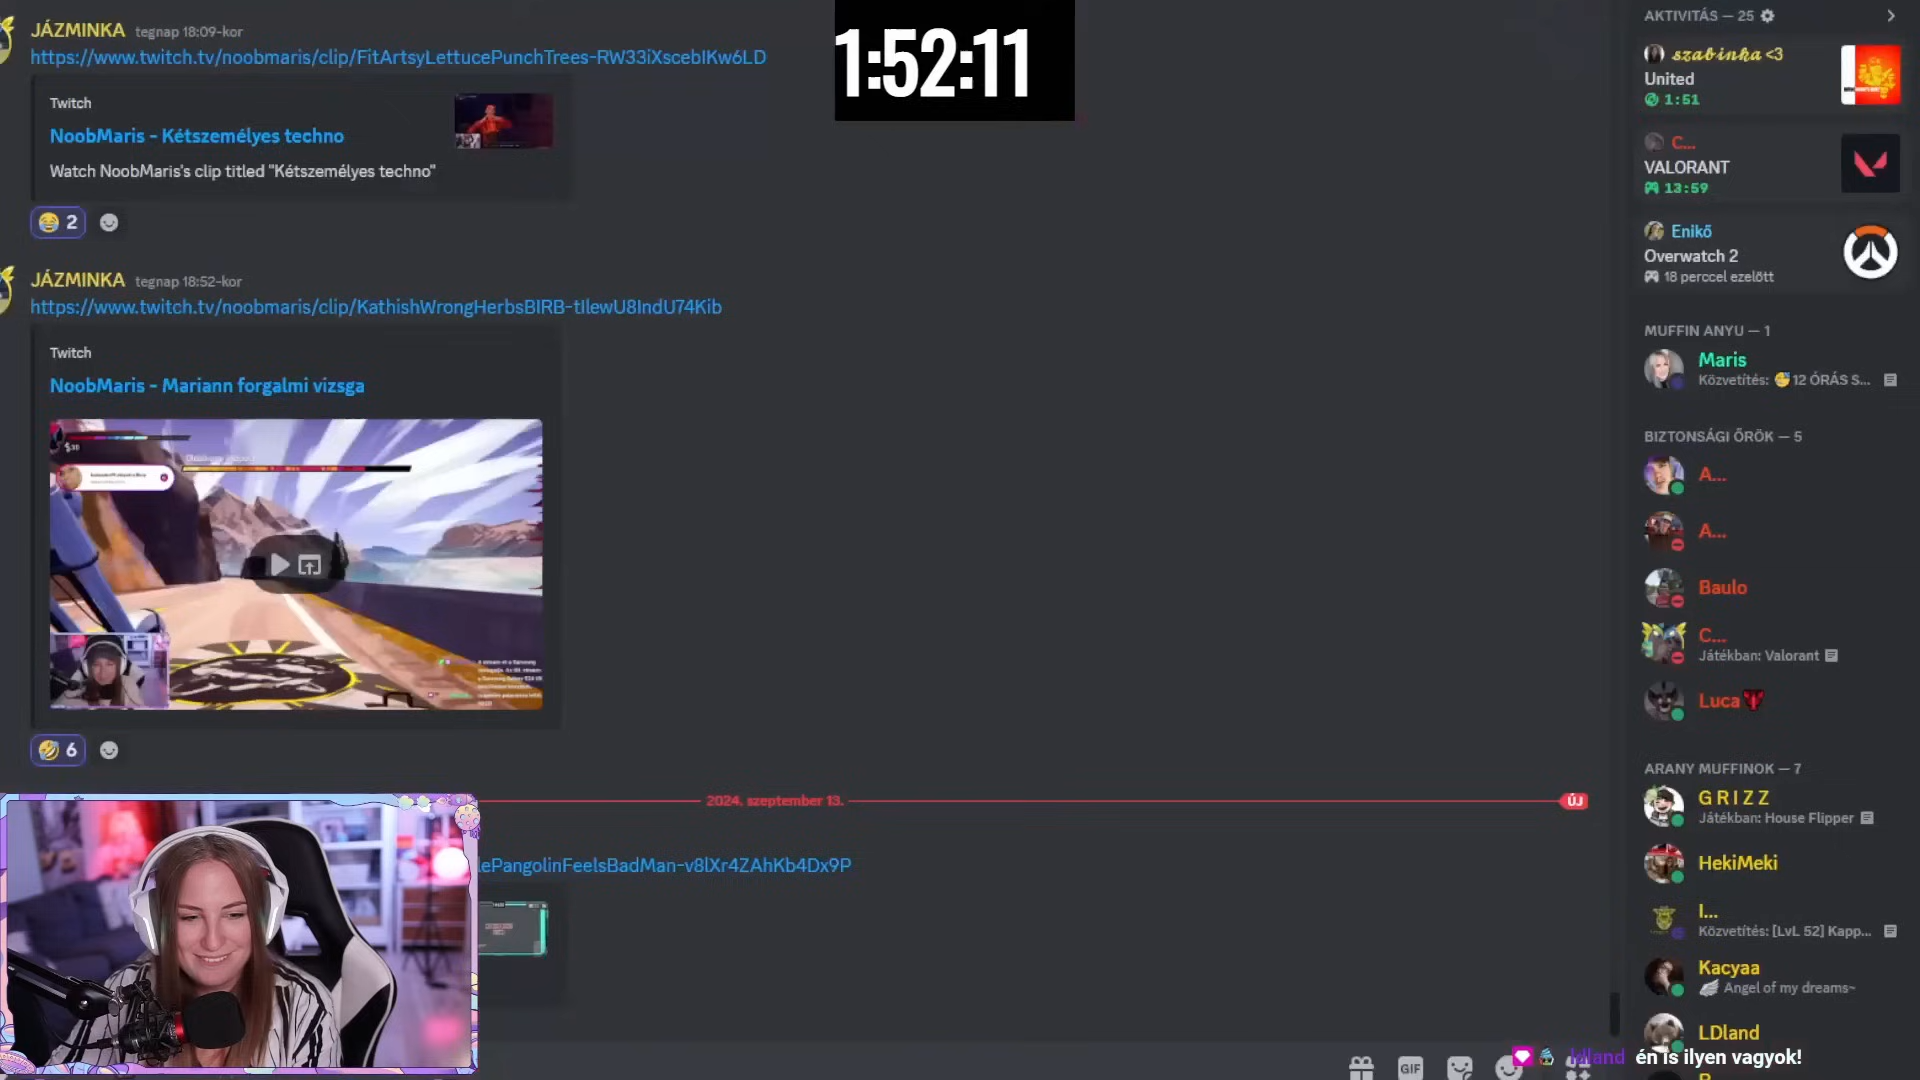 JÁZMINKA tegnap 18:09-kor
https://www.twitch.tv/noobmaris/clip/FitArtsyLettucePunchTrees-RW33iXscebIKw6LD
Twitch
NoobMaris - Kétszemélyes techno
Watch NoobMaris's clip titled "Kétszemélyes techno"
2
1:52:11
JÁZMINKA tegnap 18:52-kor
https://www.twitch.tv/noobmaris/clip/KathishWrongHerbsBIRB-tIlewU8IndU74Kib
Twitch
NoobMaris - Mariann forgalmi vizsga
6
2024. szeptember 13.
ÚJ
lePangolinFeelsBadMan-v8lXr4ZAhKb4Dx9P
GIF
AKTIVITÁS — 25
szabinka <3
United
1:51
C...
VALORANT
13:59
Enikő
Overwatch 2
18 perccel ezelőtt
MUFFIN ANYU — 1
Maris
Közvetítés: 12 ÓRÁS S...
BIZTONSÁGI ŐRÖK — 5
A...
A...
Baulo
C...
Játékban: Valorant
Luca
ARANY MUFFINOK — 7
G R I Z Z
Játékban: House Flipper
HekiMeki
I...
Közvetítés: [LvL 52] Kapp...
Kacyaa
Angel of my dreams~
LDland
ldland én is ilyen vagyok!